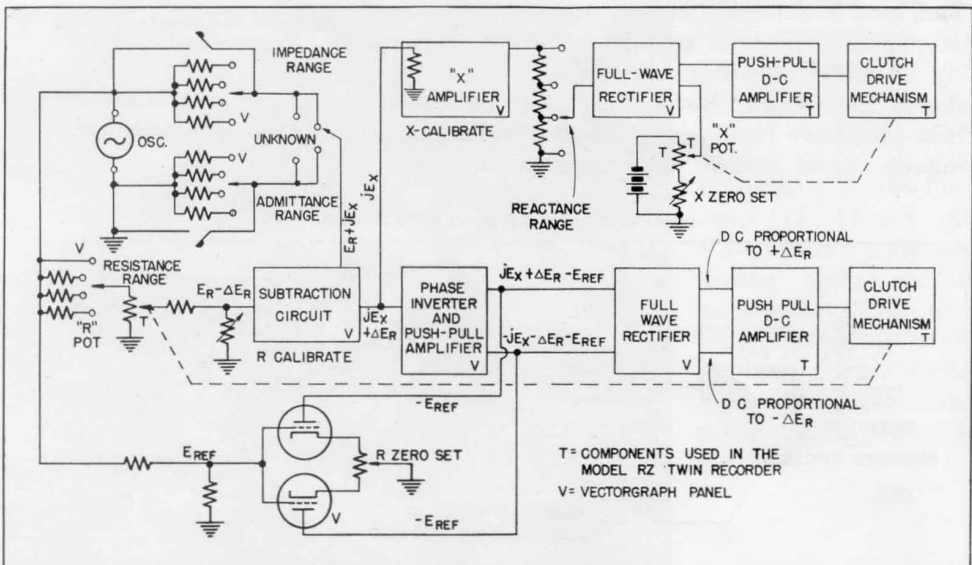 IMPEDANCE
RANGE
V
OSC.
UNKNOWN
V
ADMITTANCE
RANGE
"X"
AMPLIFIER
V
X-CALIBRATE
REACTANCE
RANGE
FULL-WAVE
RECTIFIER
V
PUSH-PULL
D-C
AMPLIFIER
T
CLUTCH
DRIVE
MECHANISM
T
"X"
POT.
T
T
X ZERO SET
jEX
ER+jEX
V
RESISTANCE
RANGE
"R"
POT
T
ER-ΔER
SUBTRACTION
CIRCUIT
V
R CALIBRATE
jEX
+ΔER
PHASE
INVERTER
AND
PUSH-PULL
AMPLIFIER
V
jEX+ΔER-EREF
-jEX-ΔER-EREF
FULL
WAVE
RECTIFIER
V
D C PROPORTIONAL
TO +ΔER
PUSH PULL
D-C
AMPLIFIER
T
CLUTCH
DRIVE
MECHANISM
T
D C PROPORTIONAL
TO -ΔER
-EREF
EREF
R ZERO SET
V
-EREF
T= COMPONENTS USED IN THE
MODEL RZ TWIN RECORDER
V= VECTORGRAPH PANEL